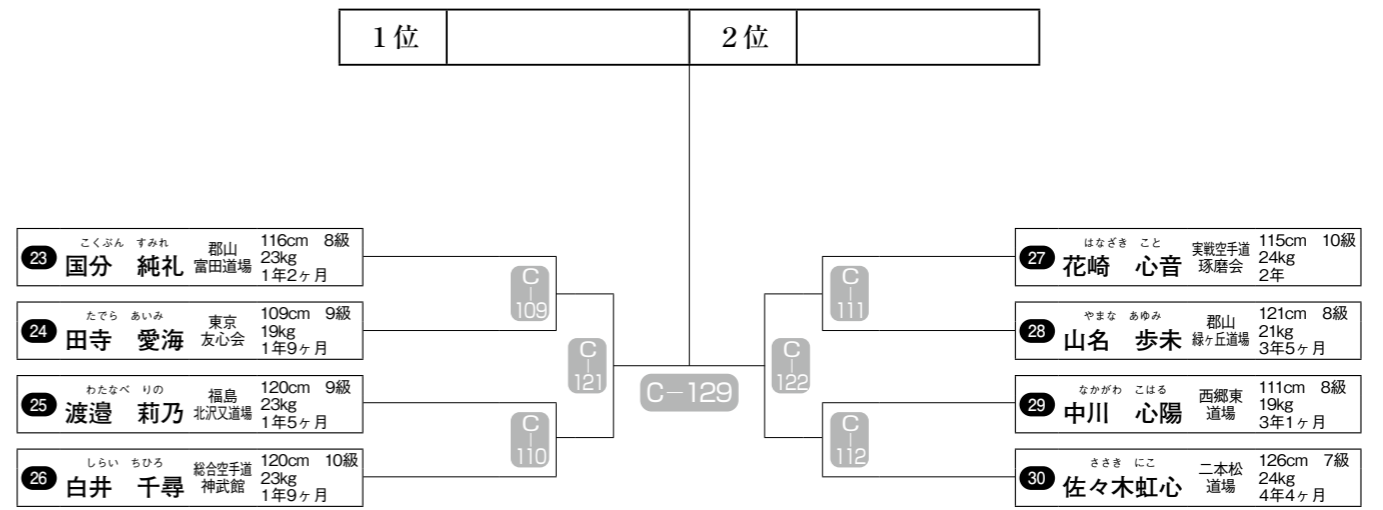 1位 2位
23
こくぶん すみれ
国分 純礼
郡山
富田道場
116cm 8級
23kg
1年2ヶ月
24
たでら あいみ
田寺 愛海
東京
友心会
109cm 9級
19kg
1年9ヶ月
25
わたなべ りの
渡邉 莉乃
福島
北沢又道場
120cm 9級
23kg
1年5ヶ月
26
しらい ちひろ
白井 千尋
総合空手道
神武館
120cm 10級
23kg
1年9ヶ月
C-109
C-110
C-121
C-129
C-122
C-111
C-112
27
はなざき こと
花崎 心音
実戦空手道
琢磨会
115cm 10級
24kg
2年
28
やまな あゆみ
山名 歩未
郡山
緑ヶ丘道場
121cm 8級
21kg
3年5ヶ月
29
なかがわ こはる
中川 心陽
西郷東
道場
111cm 8級
19kg
3年1ヶ月
30
ささき にこ
佐々木虹心
二本松
道場
126cm 7級
24kg
4年4ヶ月